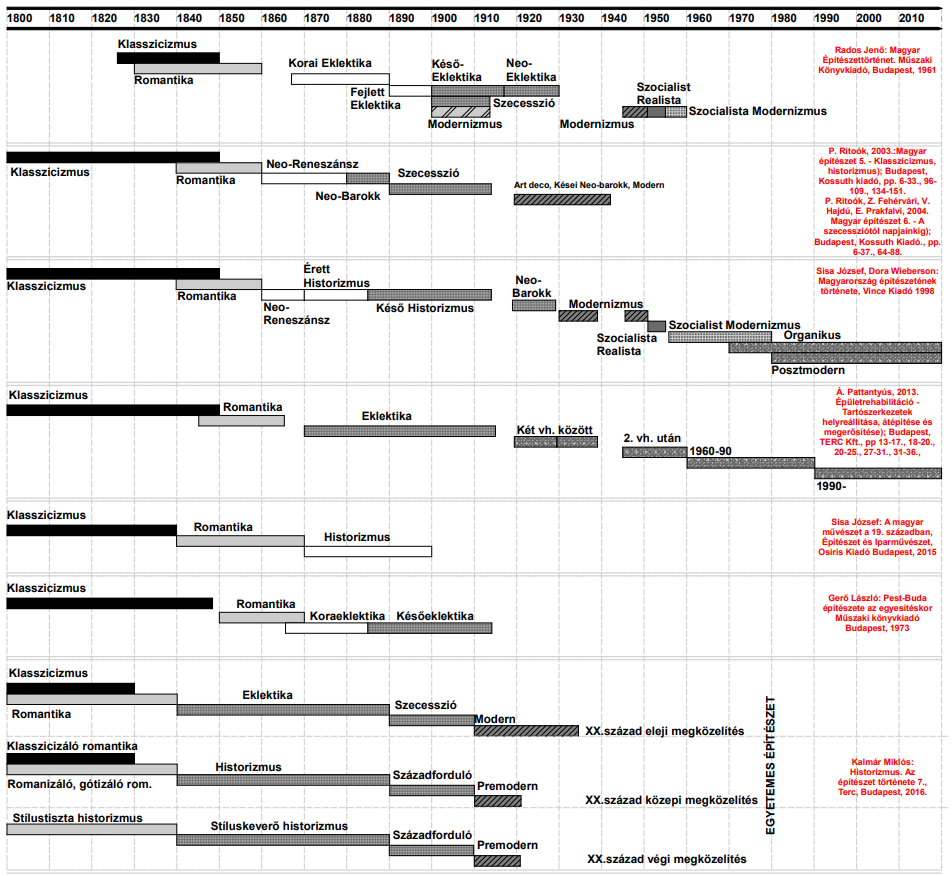 1800 1810 1820 1830 1840 1850 1860 1870 1880 1890 1900 1910 1920 1930 1940 1950 1960 1970 1980 1990 2000 2010
Klasszicizmus
Romantika
Korai Eklektika
Fejlett
Eklektika
Késő-
Eklektika
Neo-
Eklektika
Szecesszió
Modernizmus
Modernizmus
Szocialist
Realista
Szocialista Modernizmus
Rados Jenő: Magyar
Építészettörténet. Műszaki
Könyvkiadó, Budapest, 1961
Klasszicizmus
Romantika
Neo-Reneszánsz
Neo-Barokk
Szecesszió
Art deco, Kései Neo-barokk, Modern
P. Ritoók, 2003.:Magyar
építészet 5. - Klasszicizmus,
historizmus); Budapest,
Kossuth kiadó, pp. 6-33., 96-
109., 134-151.
P. Ritoók, Z. Fehérvári, V.
Hajdú, E. Prakfalvi, 2004.
Magyar építészet 6. - A
szecessziótól napjainkig);
Budapest, Kossuth Kiadó., pp.
6-37., 64-88.
Klasszicizmus
Romantika
Neo-
Reneszánsz
Érett
Historizmus
Késő Historizmus
Neo-
Barokk
Modernizmus
Szocialista
Realista
Szocialist Modernizmus
Organikus
Posztmodern
Sisa József, Dora Wieberson:
Magyarország építészetének
története, Vince Kiadó 1998
Klasszicizmus
Romantika
Eklektika
Két vh. között
2. vh. után
1960-90
1990-
Á. Pattantyús, 2013.
Épületrehabilitáció -
Tartószerkezetek
helyreállítása, átépítése és
megerősítése); Budapest,
TERC Kft., pp 13-17., 18-20.,
20-25., 27-31., 31-36.,
Klasszicizmus
Romantika
Historizmus
Sisa József: A magyar
művészet a 19. században,
Építészet és Iparművészet,
Osiris Kiadó Budapest, 2015
Klasszicizmus
Romantika
Koraeklektika
Későeklektika
Gerő László: Pest-Buda
építészete az egyesítéskor
Műszaki könyvkiadó
Budapest, 1973
Klasszicizmus
Romantika
Eklektika
Szecesszió
Modern
XX.század eleji megközelítés
Klasszicizáló romantika
Romanizáló, gótizáló rom.
Historizmus
Századforduló
Premodern
XX.század közepi megközelítés
Stílustiszta historizmus
Stíluskeverő historizmus
Századforduló
Premodern
XX.század végi megközelítés
EGYETEMES ÉPÍTÉSZET
Kalmár Miklós:
Historizmus. Az
építészet története 7.,
Terc, Budapest, 2016.